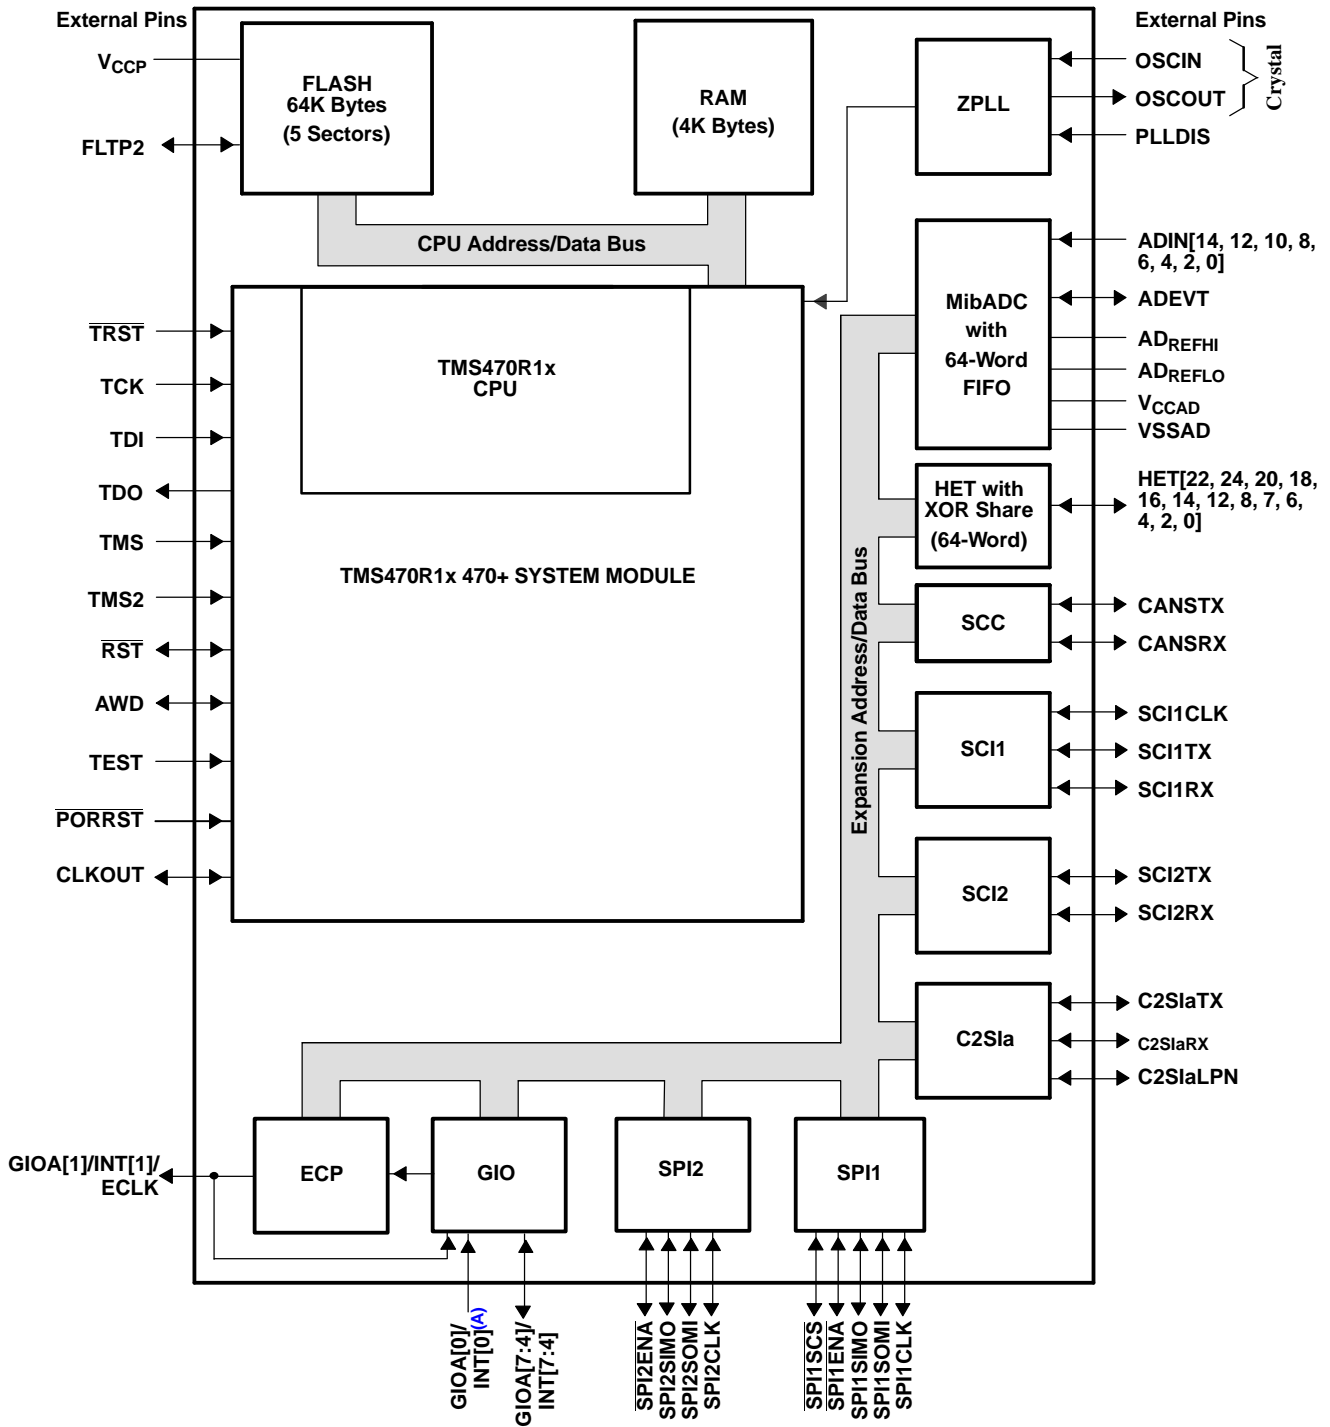 External Pins
V CCP
FLTP2
FLASH
64K Bytes
(5 Sectors)
RAM
(4K Bytes)
ZPLL
External Pins
OSCIN
OSCOUT
Crystal
PLLDIS
CPU Address/Data Bus
TMS470R1x
CPU
TMS470R1x 470+ SYSTEM MODULE
TRST
TCK
TDI
TDO
TMS
TMS2
RST
AWD
TEST
PORRST
CLKOUT
Expansion Address/Data Bus
MibADC
with
64-Word
FIFO
ADIN[14, 12, 10, 8,
6, 4, 2, 0]
ADEVT
AD REFHI
AD REFLO
V CCAD
VSSAD
HET with
XOR Share
(64-Word)
HET[22, 24, 20, 18,
16, 14, 12, 8, 7, 6,
4, 2, 0]
SCC
CANSTX
CANSRX
SCI1
SCI1CLK
SCI1TX
SCI1RX
SCI2
SCI2TX
SCI2RX
C2SIa
C2SIaTX
C2SIaRX
C2SIaLPN
GIOA[1]/INT[1]/
ECLK
ECP
GIO
SPI2
SPI1
GIOA[0]/
INT[0](A)
GIOA[7:4]/
INT[7:4]
SPI2ENA
SPI2SIMO
SPI2SOMI
SPI2CLK
SPI1SCS
SPI1ENA
SPI1SIMO
SPI1SOMI
SPI1CLK